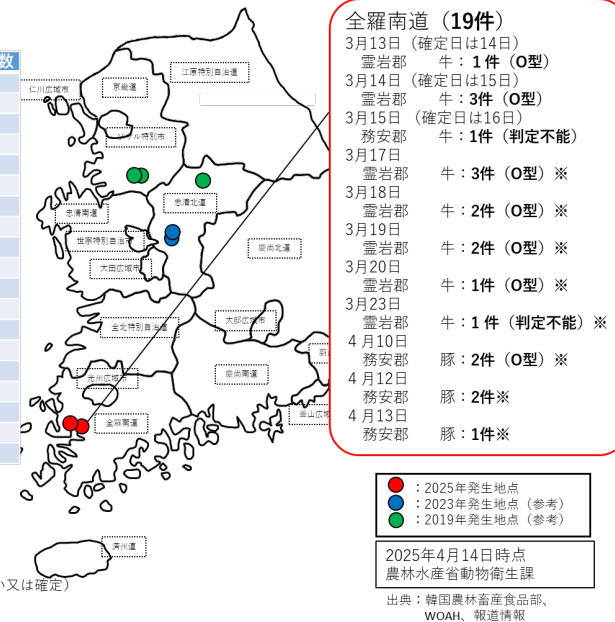 数
全羅南道（19件）
3月13日（確定日は14日）
霊岩郡　牛：1件（O型）
3月14日（確定日は15日）
霊岩郡　牛：3件（O型）
3月15日（確定日は16日）
務安郡　牛：1件（判定不能）
3月17日
霊岩郡　牛：3件（O型）※
3月18日
霊岩郡　牛：2件（O型）※
3月19日
霊岩郡　牛：2件（O型）※
3月20日
霊岩郡　牛：1件（O型）※
3月23日
霊岩郡　牛：1件（判定不能）※
4月10日
務安郡　豚：2件（O型）※
4月12日
務安郡　豚：2件※
4月13日
務安郡　豚：1件※
江原特別自治道
仁川広域市
京畿道
ル特別市
忠清北道
忠清南道
世宗特別自治
慶尚北道
大田広域市
大邱広域市
全北特別自治道
慶尚南道
光州広域市
釜山広域
全羅南道
済州道
：2025年発生地点
：2023年発生地点（参考）
：2019年発生地点（参考）
2025年4月14日時点
農林水産省動物衛生課
出典：韓国農林畜産食品部、
WOAH、報道情報
い又は確定）